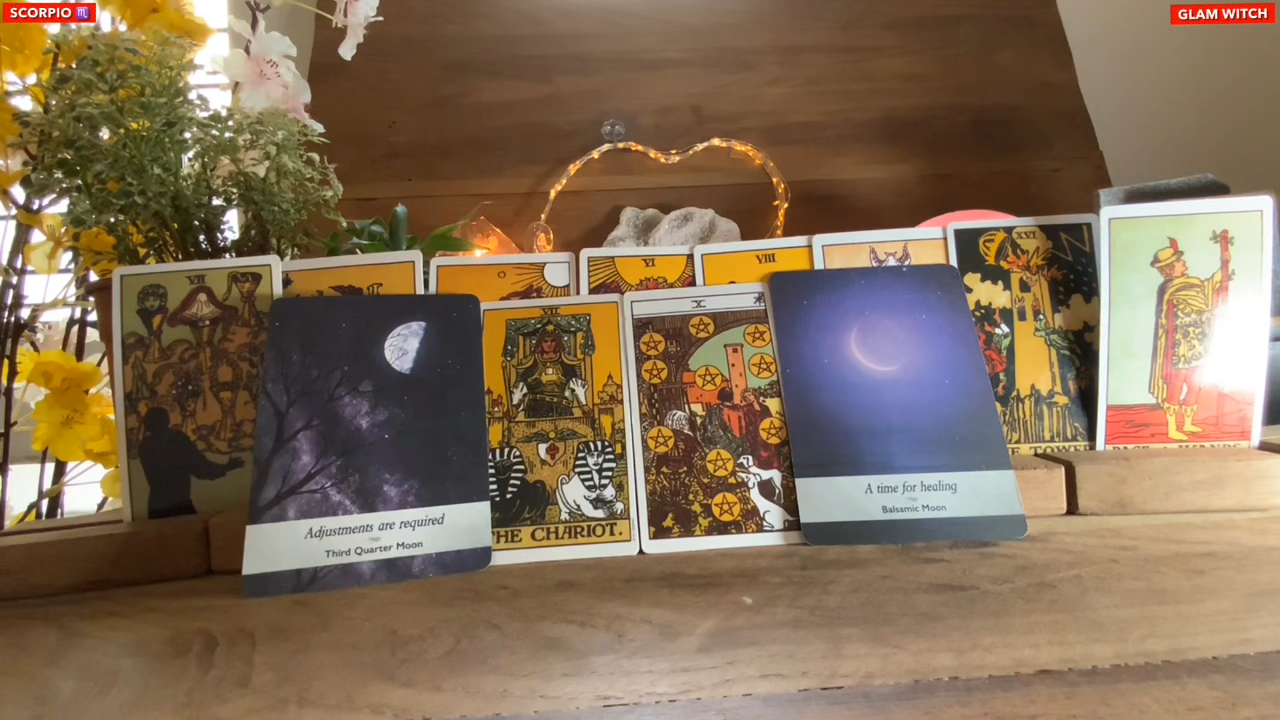 SCORPIO ♏
GLAM WITCH
VII
VI
VIII
XVI
VII
X
Adjustments are required
Third Quarter Moon
THE CHARIOT.
A time for healing
Balsamic Moon